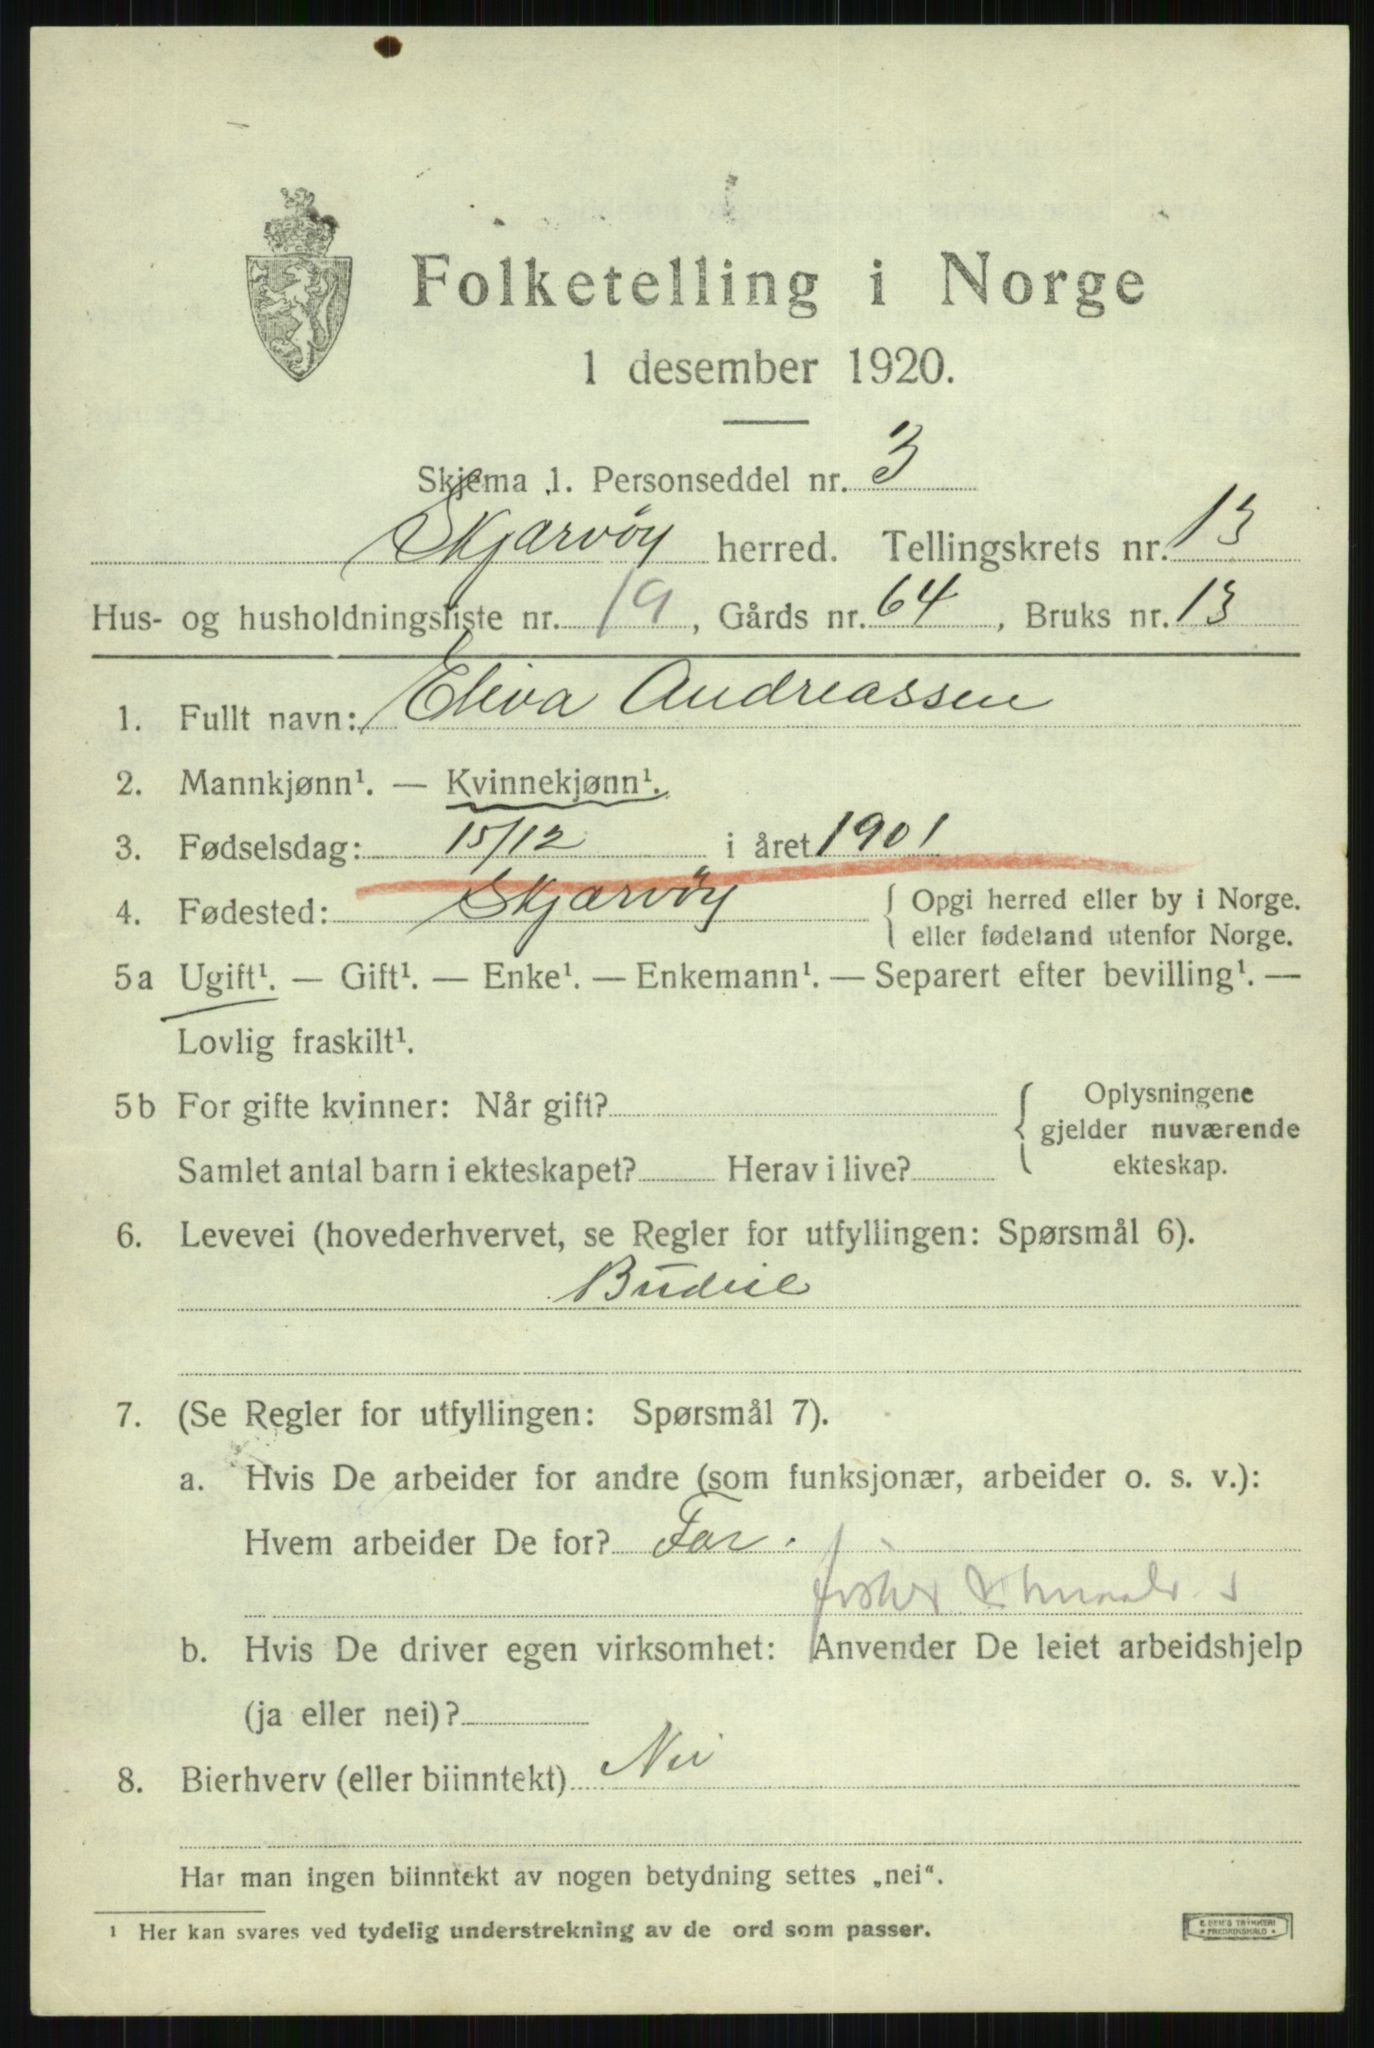 Folketelling i Norge
1 desember 1920.
Skjema 1. Personseddel nr. 3
Skjærvøy herred. Tellingskrets nr. 13
Hus- og husholdningsliste nr. 19, Gårds nr. 64, Bruks nr. 13
1. Fullt navn: Eliva Andreassen
2. Mannkjønn¹. — Kvinnekjønn¹.
3. Fødselsdag: 15/12 i året 1901
4. Fødested: Skjærvøy { Opgi herred eller by i Norge.
eller fødeland utenfor Norge.
5a Ugift¹. — Gift¹. — Enke¹. — Enkemann¹. — Separert efter bevilling¹. —
Lovlig fraskilt¹.
5b For gifte kvinner: Når gift? { Oplysningene
gjelder nuværende
Samlet antal barn i ekteskapet? Herav i live? ekteskap.
6. Levevei (hovederhvervet, se Regler for utfyllingen: Spørsmål 6).
Budeie
7. (Se Regler for utfyllingen: Spørsmål 7).
a. Hvis De arbeider for andre (som funksjonær, arbeider o. s. v.):
Hvem arbeider De for? Far.
fisker &
b. Hvis De driver egen virksomhet: Anvender De leiet arbeidshjelp
(ja eller nei)?
8. Bierhverv (eller biinntekt) Nei
Har man ingen biinntekt av nogen betydning settes „nei“.
¹ Her kan svares ved tydelig understrekning av de ord som passer.